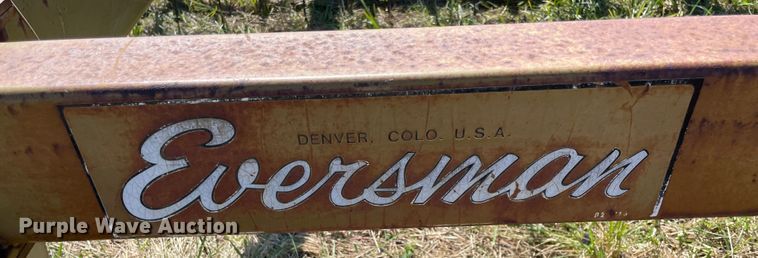 DENVER, COLO. U.S.A.
Eversman
Purple Wave Auction